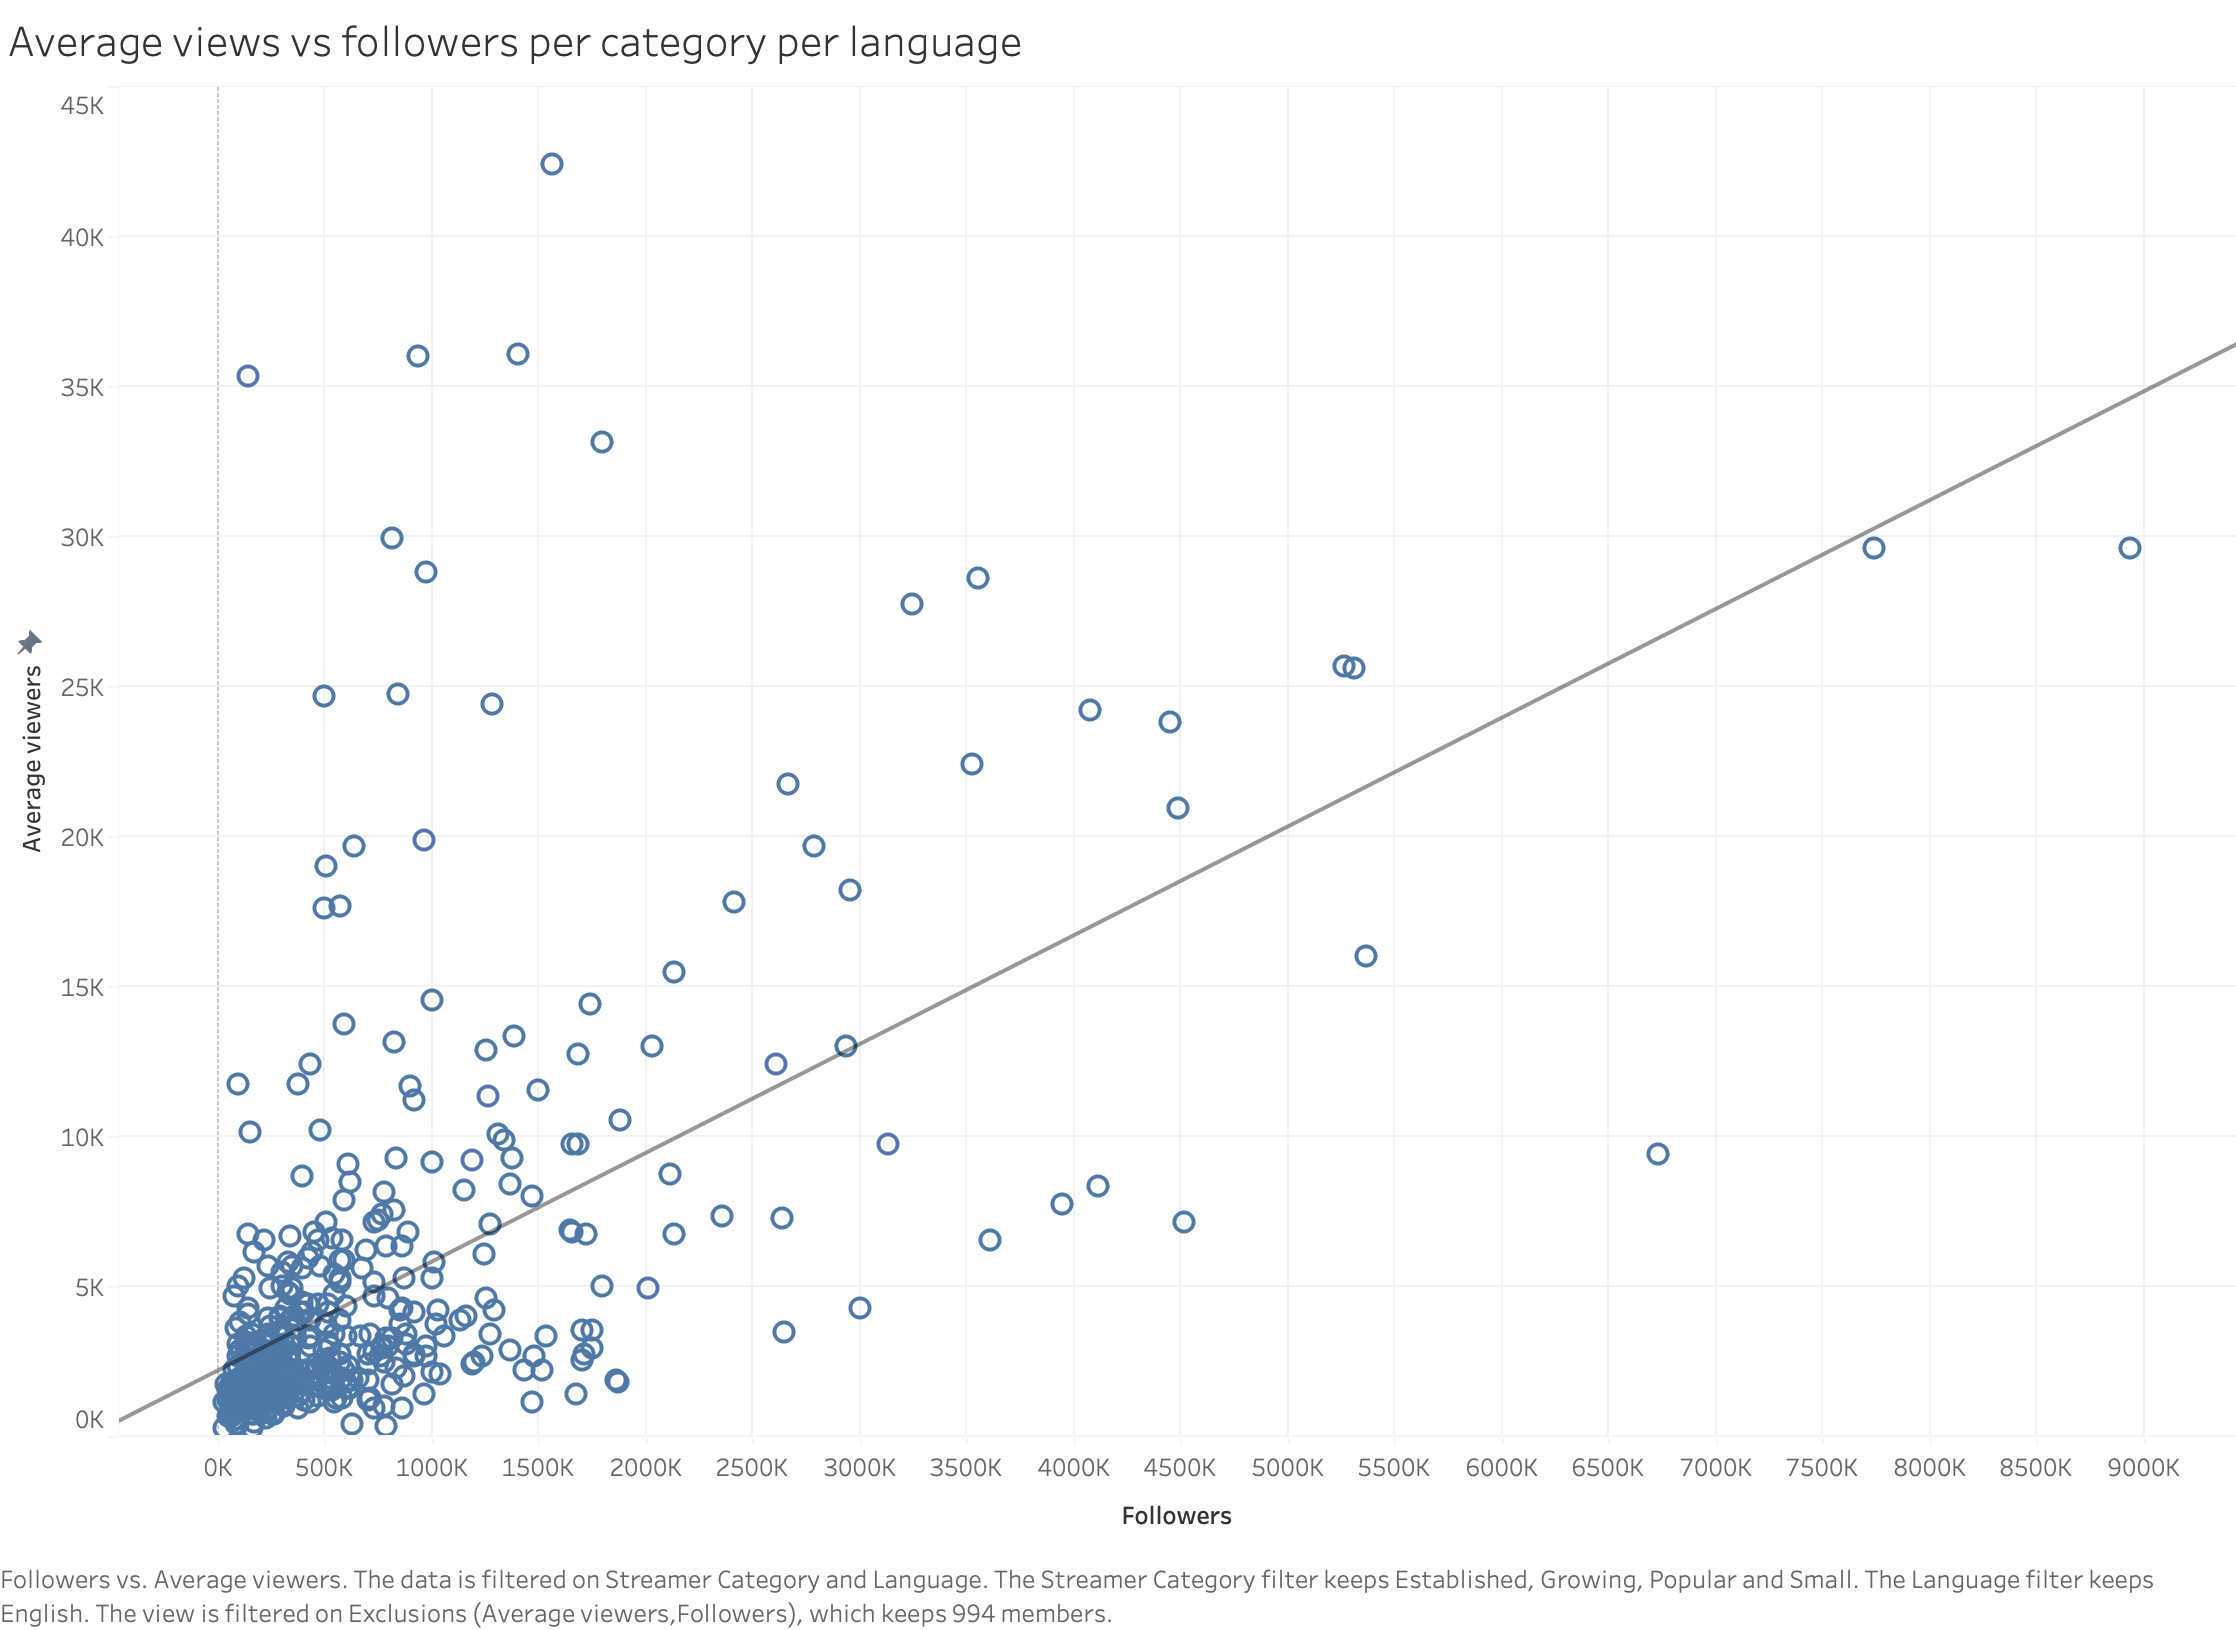 Average views vs followers per category per language
45K
40K
35K
30K
25K
20K
15K
10K
5K
0K
Average viewers
0K 500K 1000K 1500K 2000K 2500K 3000K 3500K 4000K 4500K 5000K 5500K 6000K 6500K 7000K 7500K 8000K 8500K 9000K
Followers
Followers vs. Average viewers. The data is filtered on Streamer Category and Language. The Streamer Category filter keeps Established, Growing, Popular and Small. The Language filter keeps
English. The view is filtered on Exclusions (Average viewers,Followers), which keeps 994 members.